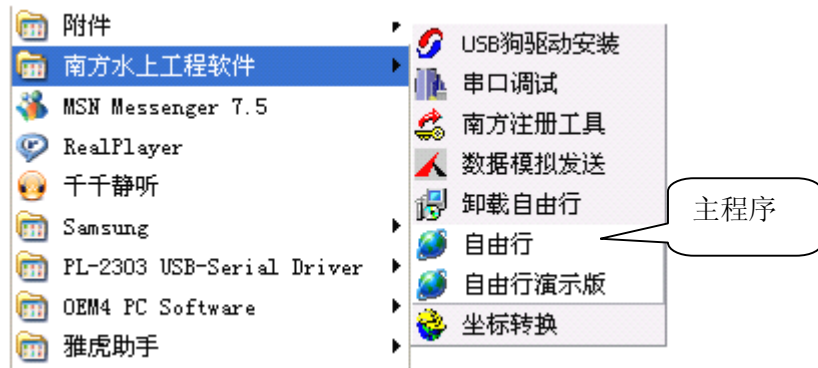 附件
南方水上工程软件
MSN Messenger 7.5
RealPlayer
千千静听
Samsung
PL-2303 USB-Serial Driver
OEM4 PC Software
雅虎助手
USB狗驱动安装
串口调试
南方注册工具
数据模拟发送
卸载自由行
自由行
自由行演示版
坐标转换
主程序